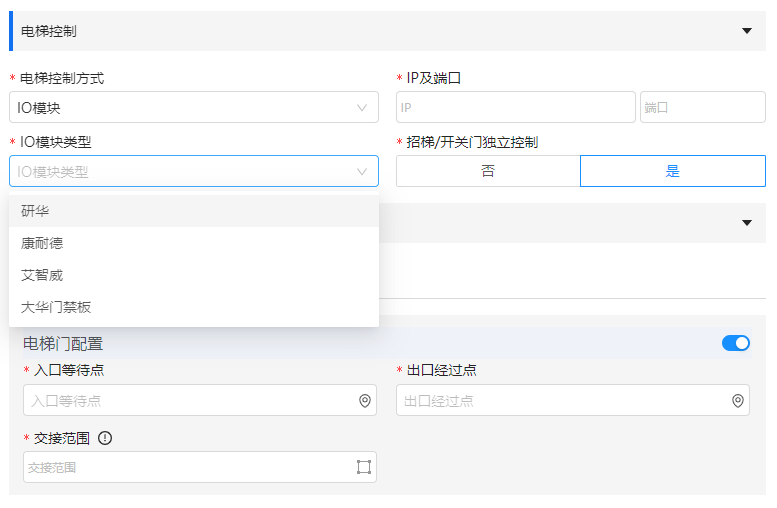 电梯控制
* 电梯控制方式
* IP及端口
IO模块
IP
端口
* IO模块类型
* 招梯/开关门独立控制
IO模块类型
否
是
研华
康耐德
艾智威
大华门禁板
电梯门配置
* 入口等待点
* 出口经过点
入口等待点
出口经过点
* 交接范围
交接范围